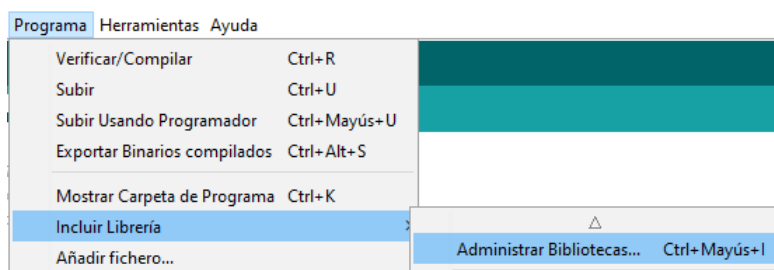 Programa Herramientas Ayuda
Verificar/Compilar Ctrl+R
Subir Ctrl+U
Subir Usando Programador Ctrl+Mayús+U
Exportar Binarios compilados Ctrl+Alt+S
Mostrar Carpeta de Programa Ctrl+K
Incluir Librería
Administrar Bibliotecas... Ctrl+Mayús+I
Añadir fichero...